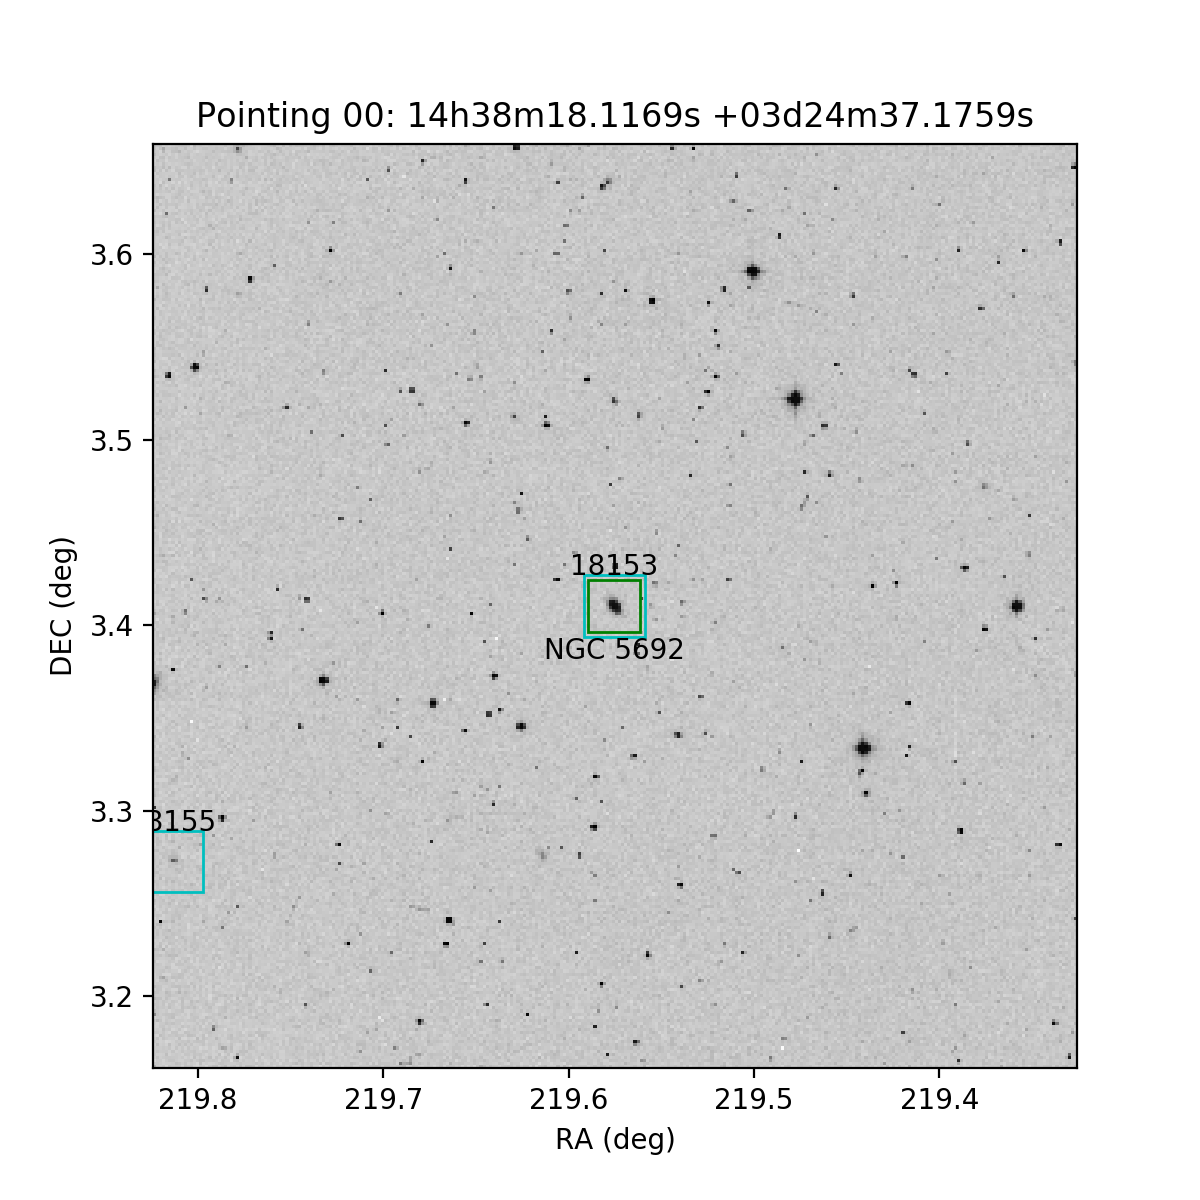 Pointing 00: 14h38m18.1169s +03d24m37.1759s
3.6
3.5
DEC (deg)
18153
3.4
NGC 5692
3.3
3155
3.2
219.8 219.7 219.6 219.5 219.4
RA (deg)